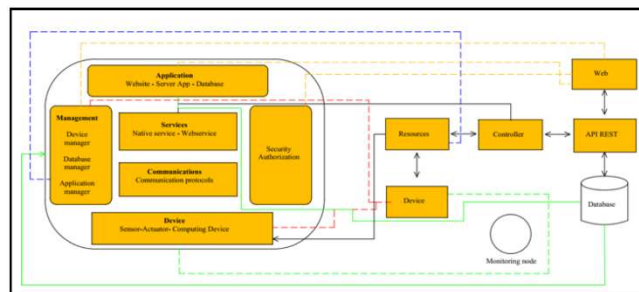 Application
Website - Server App - Database
Web
Management
Device
manager
Database
manager
Application
manager
Services
Native service - Webservice
Security
Authorization
Resources
Controller
API REST
Communications
Communication protocols
Device
Database
Device
Sensor-Actuator- Computing Device
Monitoring node